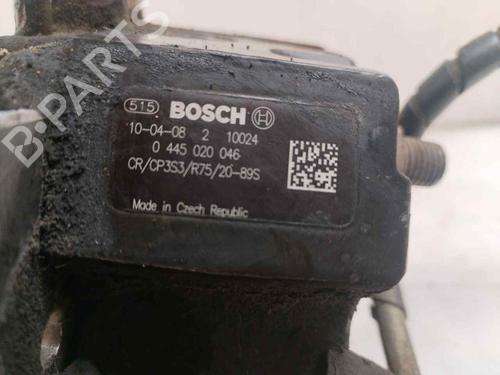 B-Parts
515 BOSCH
10-04-08 2 10024
0 445 020 046
CR/CP3S3/R75/20-89S
Made in Czech Republic